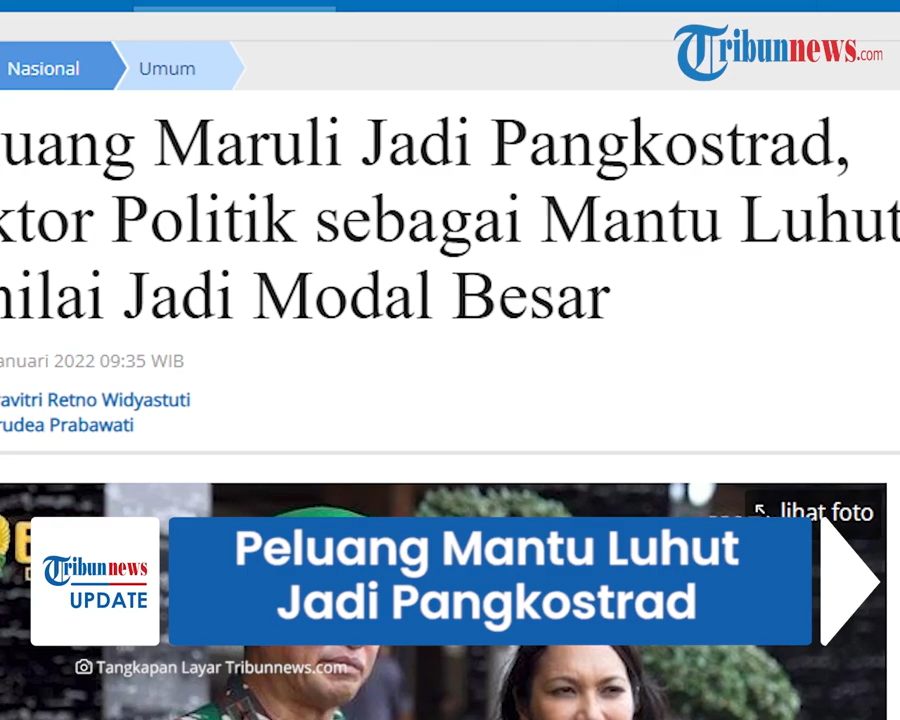 Nasional
Umum
Tribunnews.com
uang Maruli Jadi Pangkostrad,
ktor Politik sebagai Mantu Luhut
nilai Jadi Modal Besar
anuari 2022 09:35 WIB
avitri Retno Widyastuti
rudea Prabawati
lihat foto
Tribunnews
UPDATE
Peluang Mantu Luhut
Jadi Pangkostrad
Tangkapan Layar Tribunnews.com